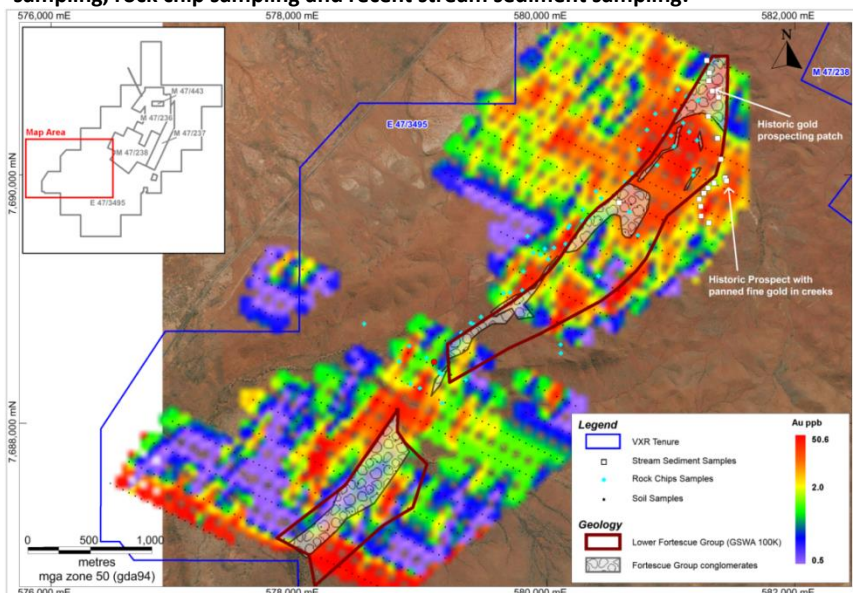 sampling, rock chip sampling and recent stream sediment sampling.
576,000 mE
578,000 mE
580,000 mE
582,000 mE
N
M 47/443
M 47/236
M 47/237
M 47/238
Map Area
E 47/3495
E 47/3495
M 47/238
Historic gold
prospecting patch
7,690,000 mN
Historic Prospect with
panned fine gold in creeks
7,688,000 mN
Legend
VXR Tenure
Stream Sediment Samples
Rock Chips Samples
Soil Samples
Geology
Lower Fortescue Group (GSWA 100K)
Fortescue Group conglomerates
Au ppb
50.6
2.0
0.5
0 500 1,000
metres
mga zone 50 (gda94)
576,000 mE
578,000 mE
580,000 mE
582,000 mE